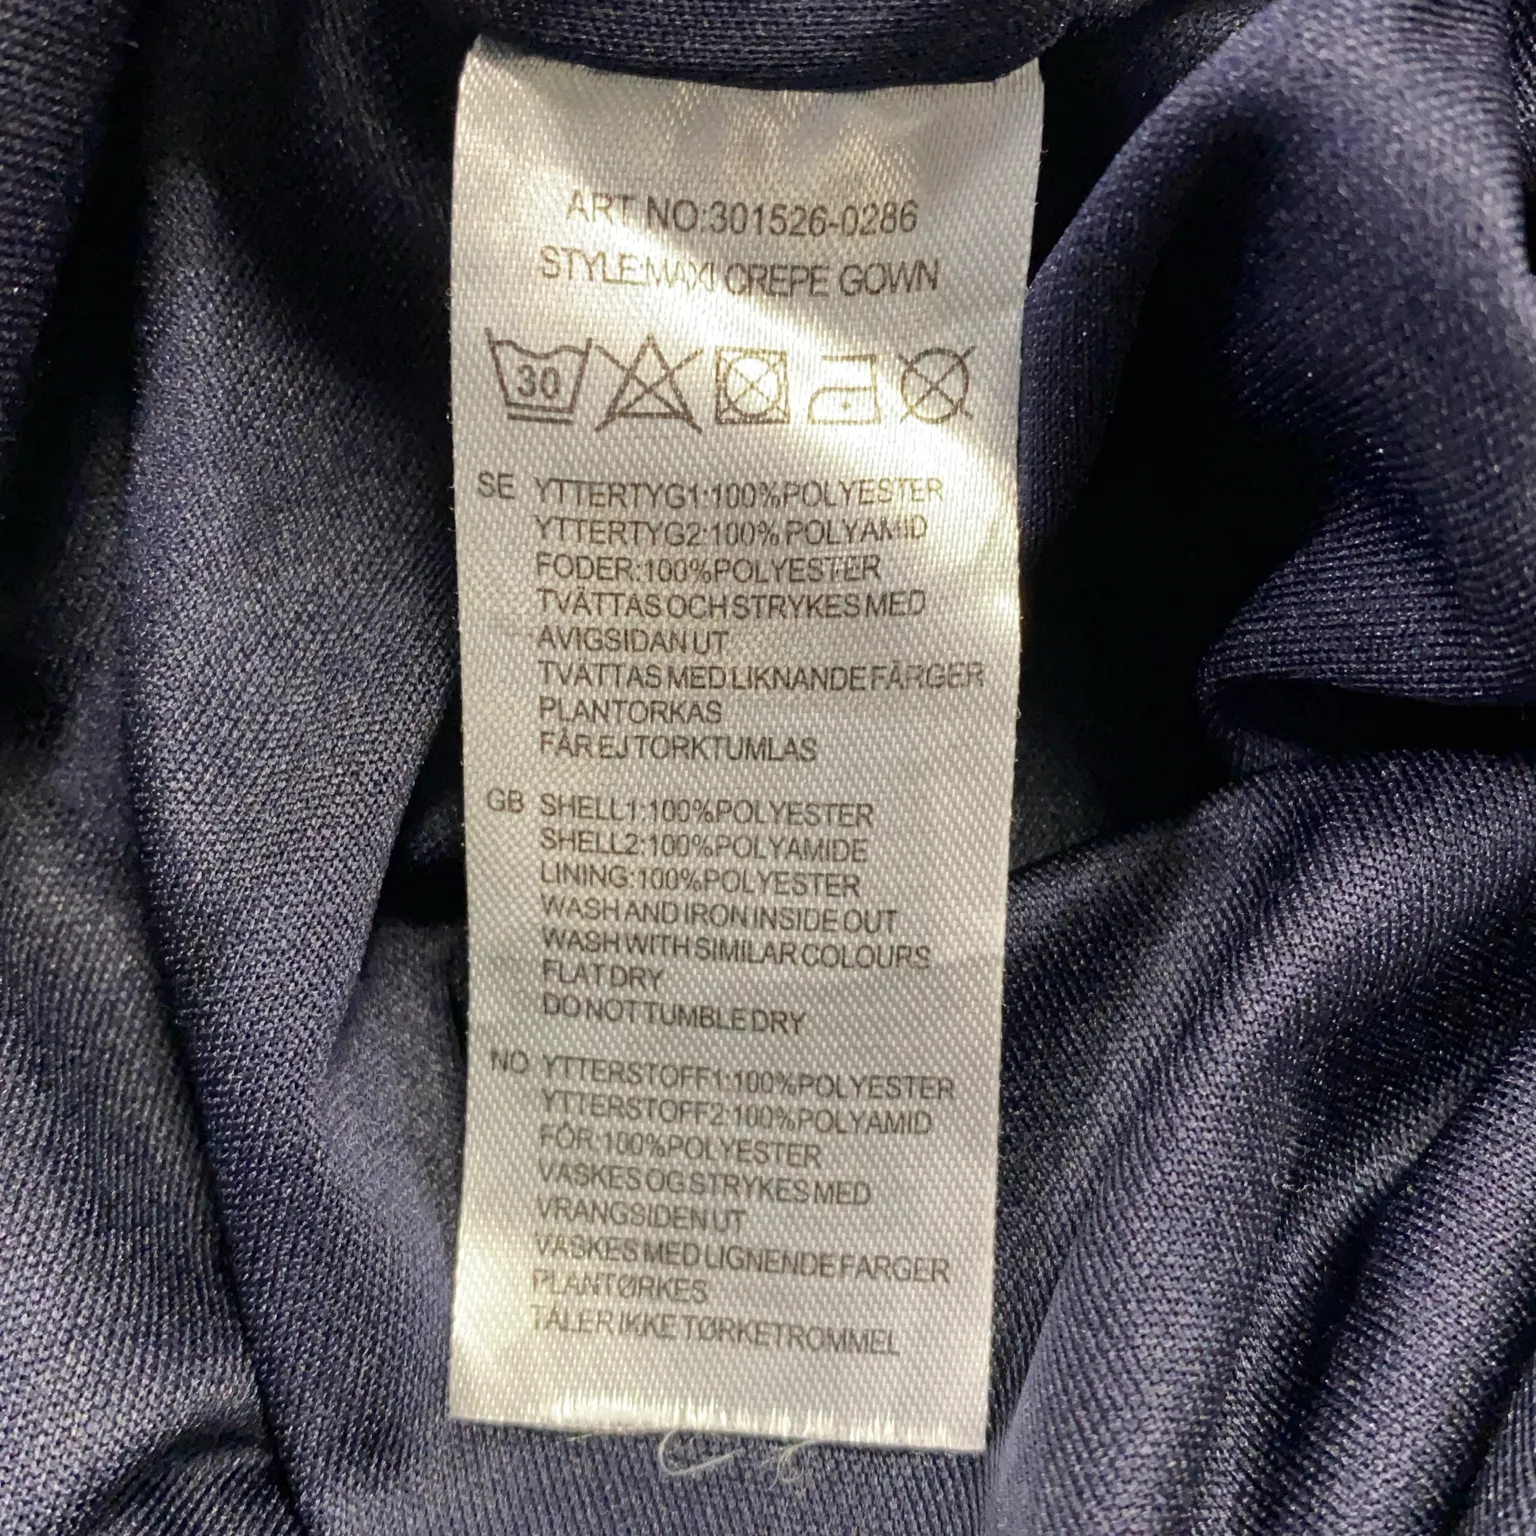 ART NO:301526-0286
STYLE:MAXI CREPE GOWN
30
SE YTTERTYG1:100%POLYESTER
YTTERTYG2:100%POLYAMID
FODER:100%POLYESTER
TVÄTTAS OCH STRYKES MED
AVIGSIDAN UT
TVÄTTAS MED LIKNANDE FÄRGER
PLANTORKAS
FÅR EJ TORKTUMLAS
GB SHELL1:100%POLYESTER
SHELL2:100%POLYAMIDE
LINING:100%POLYESTER
WASH AND IRON INSIDE OUT
WASH WITH SIMILAR COLOURS
FLAT DRY
DO NOT TUMBLE DRY
NO YTTERSTOFF1:100%POLYESTER
YTTERSTOFF2:100%POLYAMID
FÔR:100%POLYESTER
VASKES OG STRYKES MED
VRANGSIDEN UT
VASKES MED LIGNENDE FARGER
PLANTØRKES
TÅLER IKKE TØRKETROMMEL